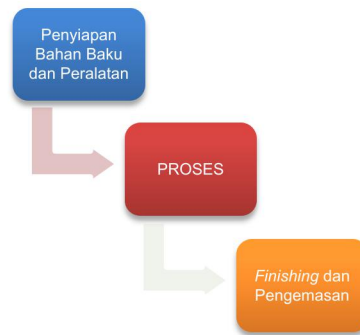 Penyiapan
Bahan Baku
dan Peralatan
PROSES
Finishing dan
Pengemasan